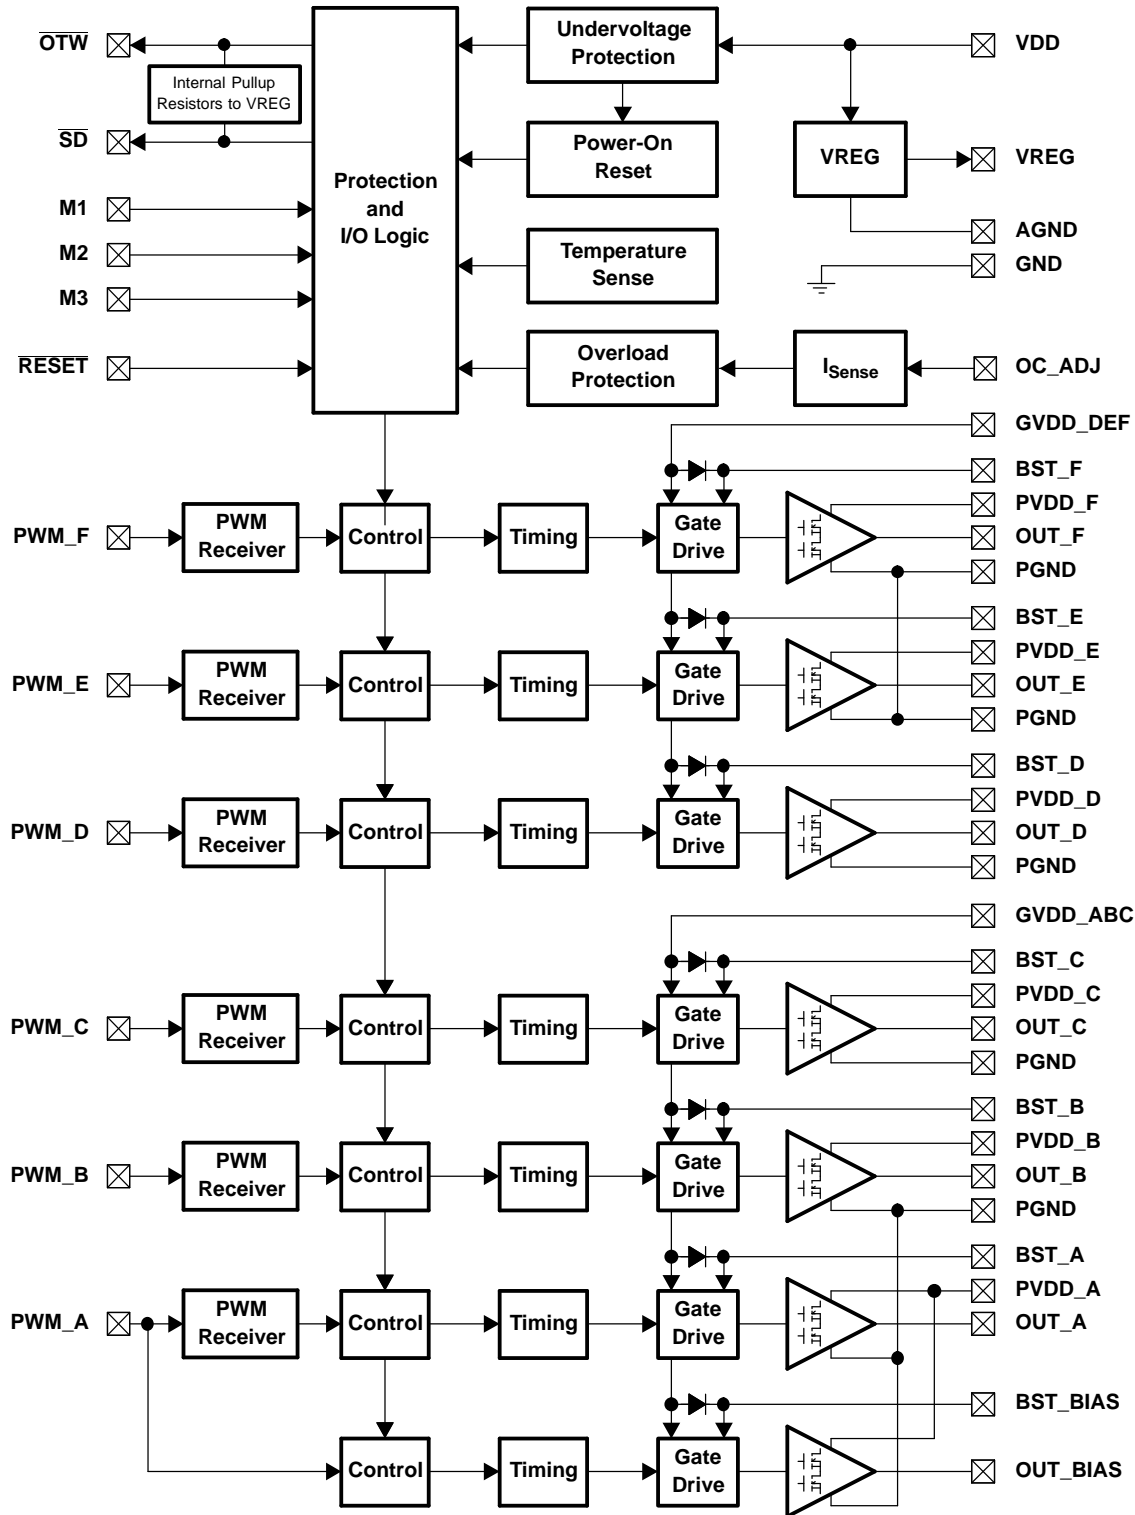 OTW
Undervoltage
Protection
VDD
Internal Pullup
Resistors to VREG
SD
Power-On
Reset
VREG
VREG
Protection
and
I/O Logic
M1
AGND
M2
Temperature
Sense
GND
M3
RESET
Overload
Protection
ISense
OC_ADJ
GVDD_DEF
BST_F
PVDD_F
PWM_F
PWM
Receiver
Control
Timing
Gate
Drive
OUT_F
PGND
BST_E
PVDD_E
PWM_E
PWM
Receiver
Control
Timing
Gate
Drive
OUT_E
PGND
BST_D
PVDD_D
PWM_D
PWM
Receiver
Control
Timing
Gate
Drive
OUT_D
PGND
GVDD_ABC
BST_C
PVDD_C
PWM_C
PWM
Receiver
Control
Timing
Gate
Drive
OUT_C
PGND
BST_B
PVDD_B
PWM_B
PWM
Receiver
Control
Timing
Gate
Drive
OUT_B
PGND
BST_A
PVDD_A
PWM_A
PWM
Receiver
Control
Timing
Gate
Drive
OUT_A
BST_BIAS
Control
Timing
Gate
Drive
OUT_BIAS